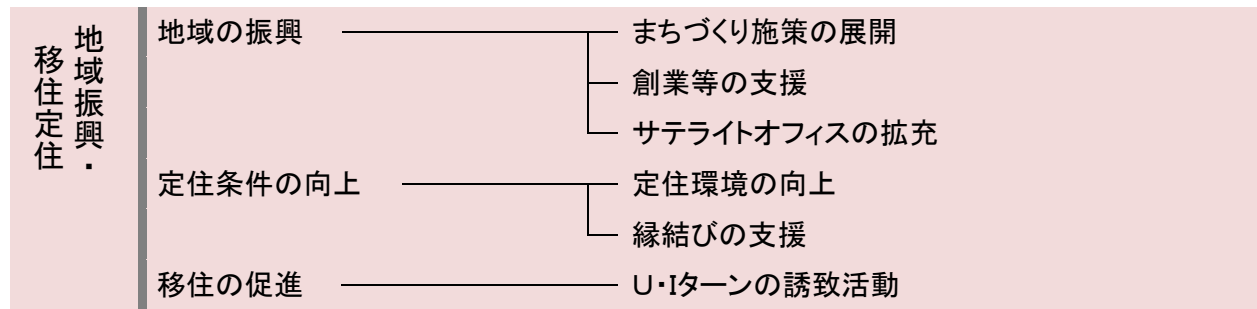 地域振興・
移住定住
地域の振興
まちづくり施策の展開
創業等の支援
サテライトオフィスの拡充
定住条件の向上
定住環境の向上
縁結びの支援
移住の促進
U・Iターンの誘致活動